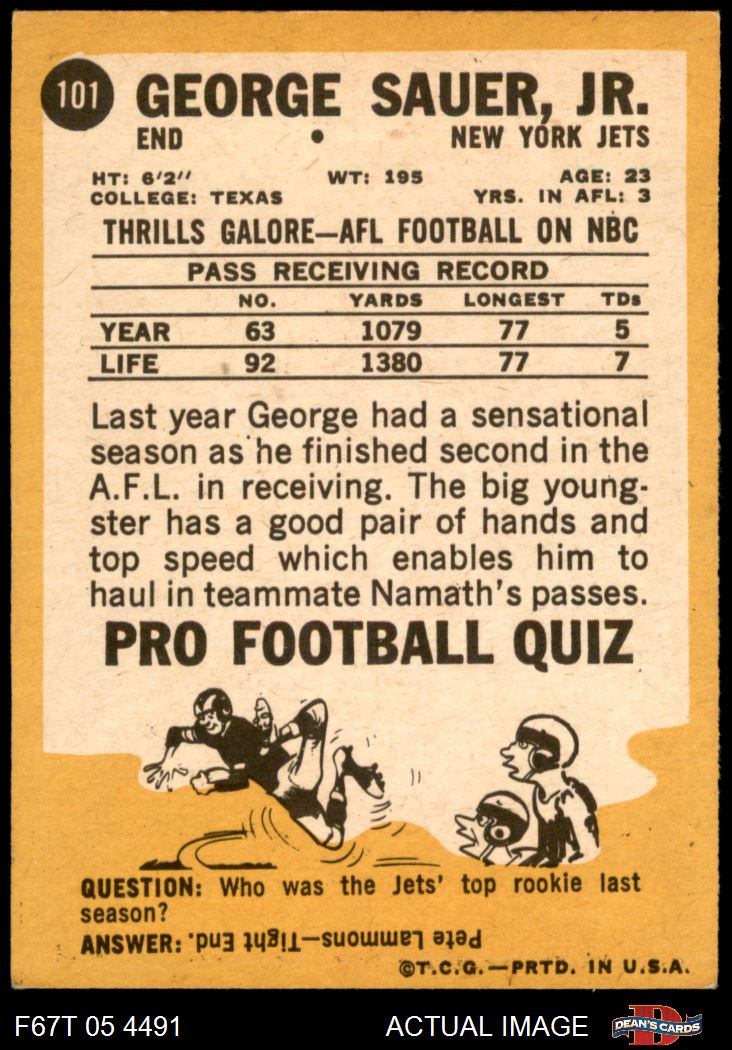 101 GEORGE SAUER, JR.
END • NEW YORK JETS
HT: 6'2" WT: 195 AGE: 23
COLLEGE: TEXAS YRS. IN AFL: 3
THRILLS GALORE—AFL FOOTBALL ON NBC
PASS RECEIVING RECORD
NO. YARDS LONGEST TDs
YEAR 63 1079 77 5
LIFE 92 1380 77 7
Last year George had a sensational
season as he finished second in the
A.F.L. in receiving. The big young-
ster has a good pair of hands and
top speed which enables him to
haul in teammate Namath's passes.
PRO FOOTBALL QUIZ
QUESTION: Who was the Jets' top rookie last
season?
ANSWER: Pete Lammons—Tight End.
©T.C.G.—PRTD. IN U.S.A.
F67T 05 4491 ACTUAL IMAGE D DEAN'S CARDS